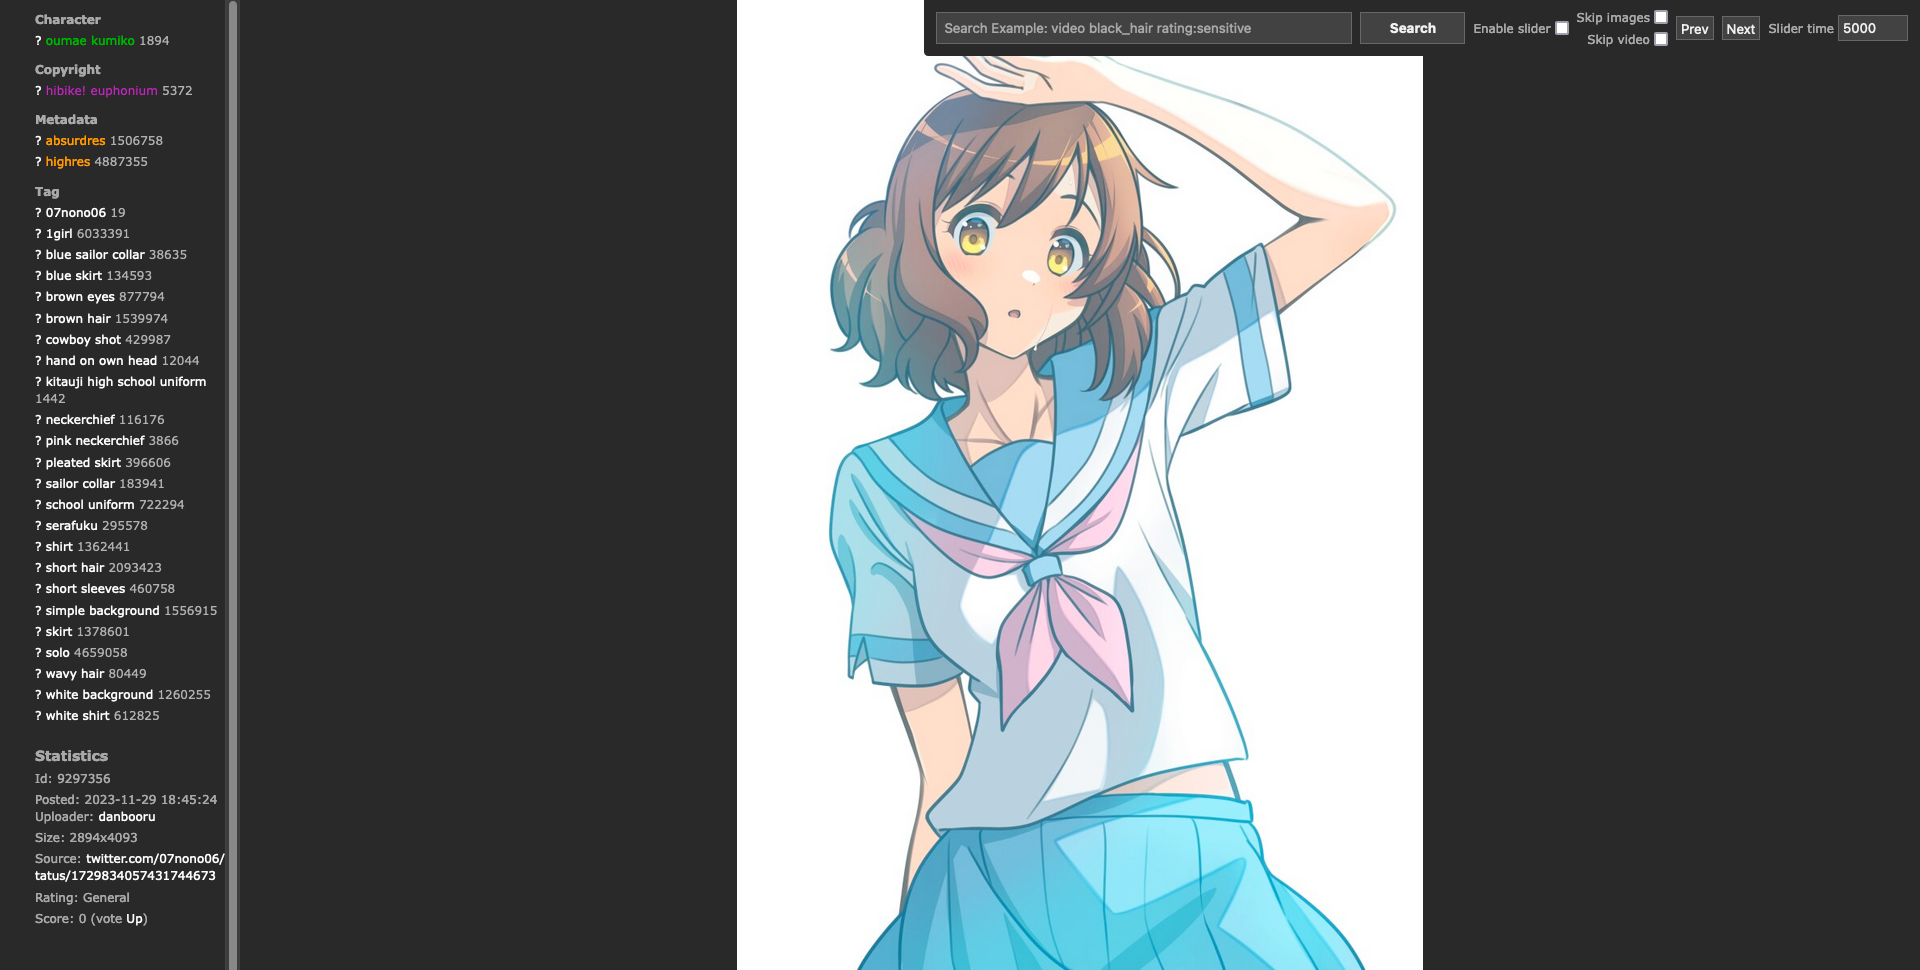 Character
? oumae kumiko 1894
Copyright
? hibike! euphonium 5372
Metadata
? absurdres 1506758
? highres 4887355
Tag
? 07nono06 19
? 1girl 6033391
? blue sailor collar 38635
? blue skirt 134593
? brown eyes 877794
? brown hair 1539974
? cowboy shot 429987
? hand on own head 12044
? kitauji high school uniform
1442
? neckerchief 116176
? pink neckerchief 3866
? pleated skirt 396606
? sailor collar 183941
? school uniform 722294
? serafuku 295578
? shirt 1362441
? short hair 2093423
? short sleeves 460758
? simple background 1556915
? skirt 1378601
? solo 4659058
? wavy hair 80449
? white background 1260255
? white shirt 612825
Statistics
Id: 9297356
Posted: 2023-11-29 18:45:24
Uploader: danbooru
Size: 2894x4093
Source: twitter.com/07nono06/
tatus/1729834057431744673
Rating: General
Score: 0 (vote Up)
Search Example: video black_hair rating:sensitive
Search
Enable slider
Skip images
Skip video
Prev
Next
Slider time
5000